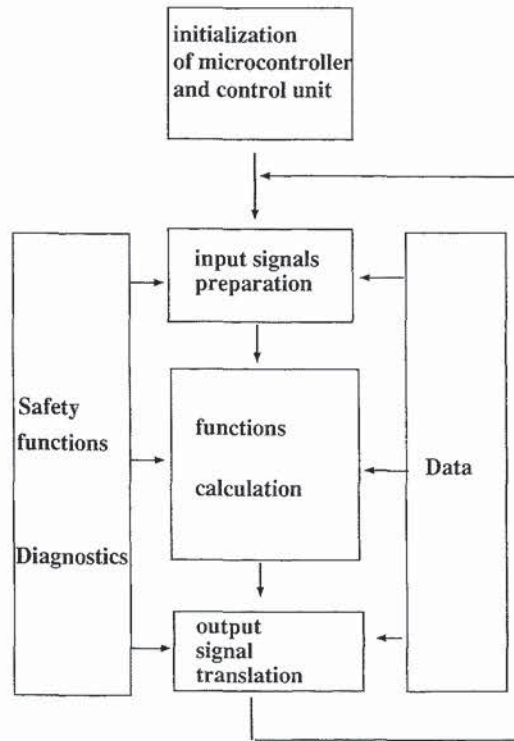 initialization
of microcontroller
and control unit
input signals
preparation
Safety
functions
Diagnostics
functions
calculation
Data
output
signal
translation